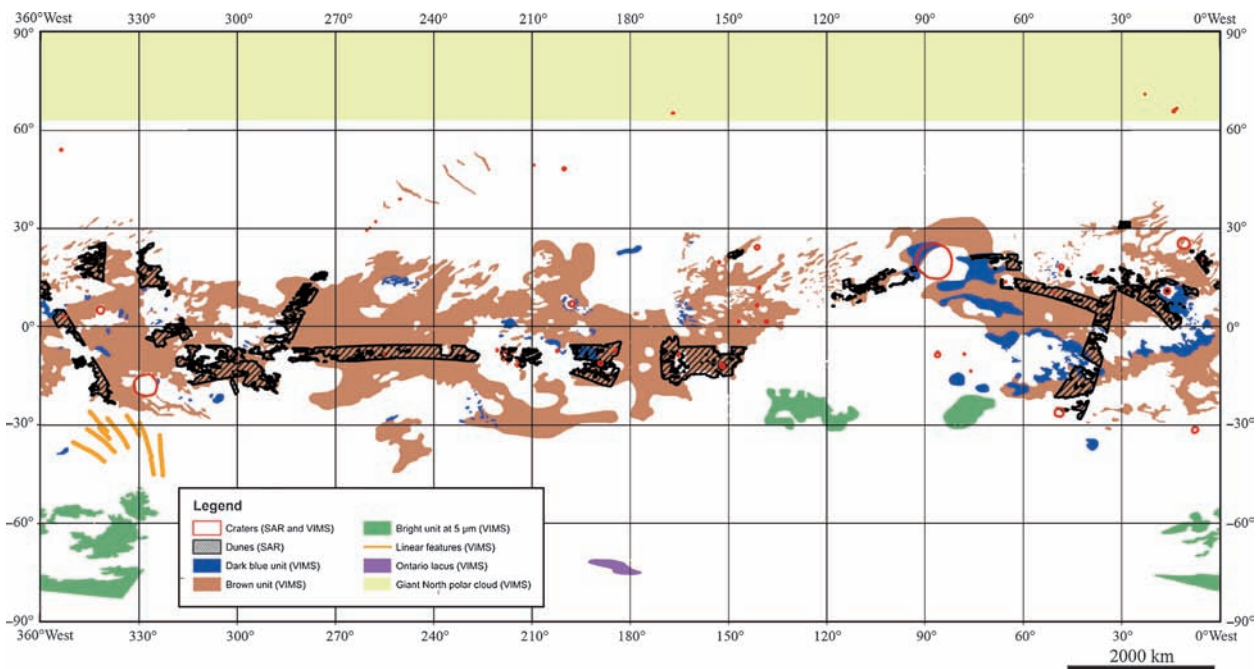 360°West 330° 300° 270° 240° 210° 180° 150° 120° 90° 60° 30° 0°West
90° 90°
60° 60°
30° 30°
0° 0°
–30° –30°
–60° –60°
–90° –90°
Legend
Craters (SAR and VIMS)
Dunes (SAR)
Dark blue unit (VIMS)
Brown unit (VIMS)
Bright unit at 5 µm (VIMS)
Linear features (VIMS)
Ontario lacus (VIMS)
Giant North polar cloud (VIMS)
360°West 330° 300° 270° 240° 210° 180° 150° 120° 90° 60° 30° 0°West
2000 km